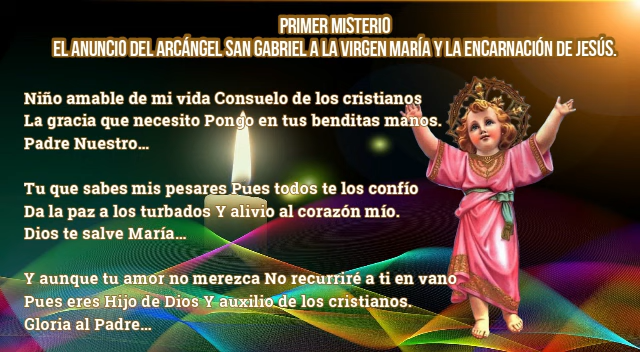 PRIMER MISTERIO
EL ANUNCIO DEL ARCÁNGEL SAN GABRIEL A LA VIRGEN MARÍA Y LA ENCARNACIÓN DE JESÚS.
Niño amable de mi vida Consuelo de los cristianos
La gracia que necesito Pongo en tus benditas manos.
Padre Nuestro...
Tu que sabes mis pesares Pues todos te los confío
Da la paz a los turbados Y alivio al corazón mío.
Dios te salve María...
Y aunque tu amor no merezca No recurriré a ti en vano
Pues eres Hijo de Dios Y auxilio de los cristianos.
Gloria al Padre...